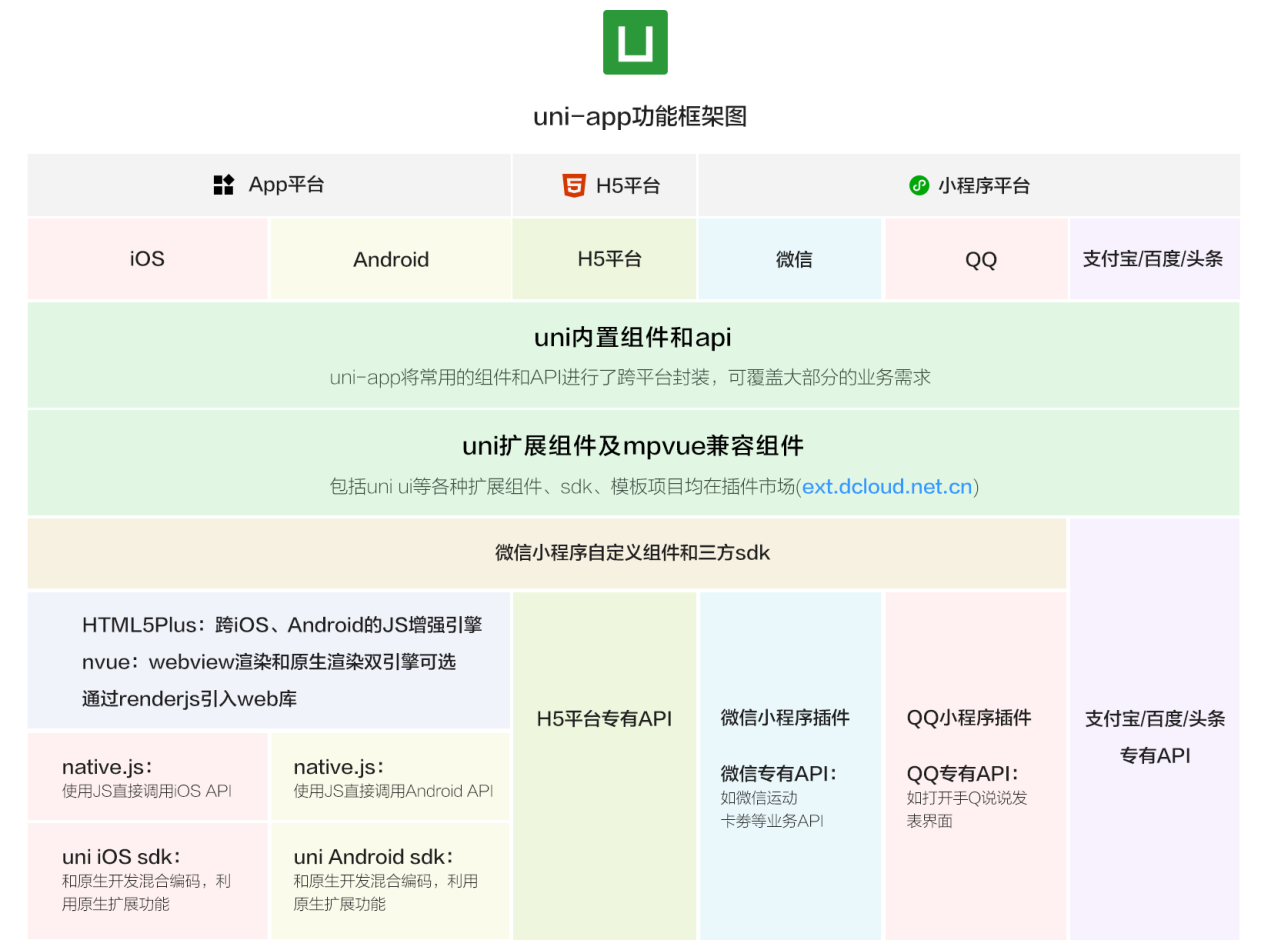 uni-app功能框架图
App平台
H5平台
小程序平台
iOS
Android
H5平台
微信
QQ
支付宝/百度/头条
uni内置组件和api
uni-app将常用的组件和API进行了跨平台封装，可覆盖大部分的业务需求
uni扩展组件及mpvue兼容组件
包括uni ui等各种扩展组件、sdk、模板项目均在插件市场(ext.dcloud.net.cn)
微信小程序自定义组件和三方sdk
HTML5Plus：跨iOS、Android的JS增强引擎
nvue：webview渲染和原生渲染双引擎可选
通过renderjs引入web库
native.js：
使用JS直接调用iOS API
native.js：
使用JS直接调用Android API
uni iOS sdk：
和原生开发混合编码，利
用原生扩展功能
uni Android sdk：
和原生开发混合编码，利用
原生扩展功能
H5平台专有API
微信小程序插件
微信专有API：
如微信运动
卡券等业务API
QQ小程序插件
QQ专有API：
如打开手Q说说发
表界面
支付宝/百度/头条
专有API